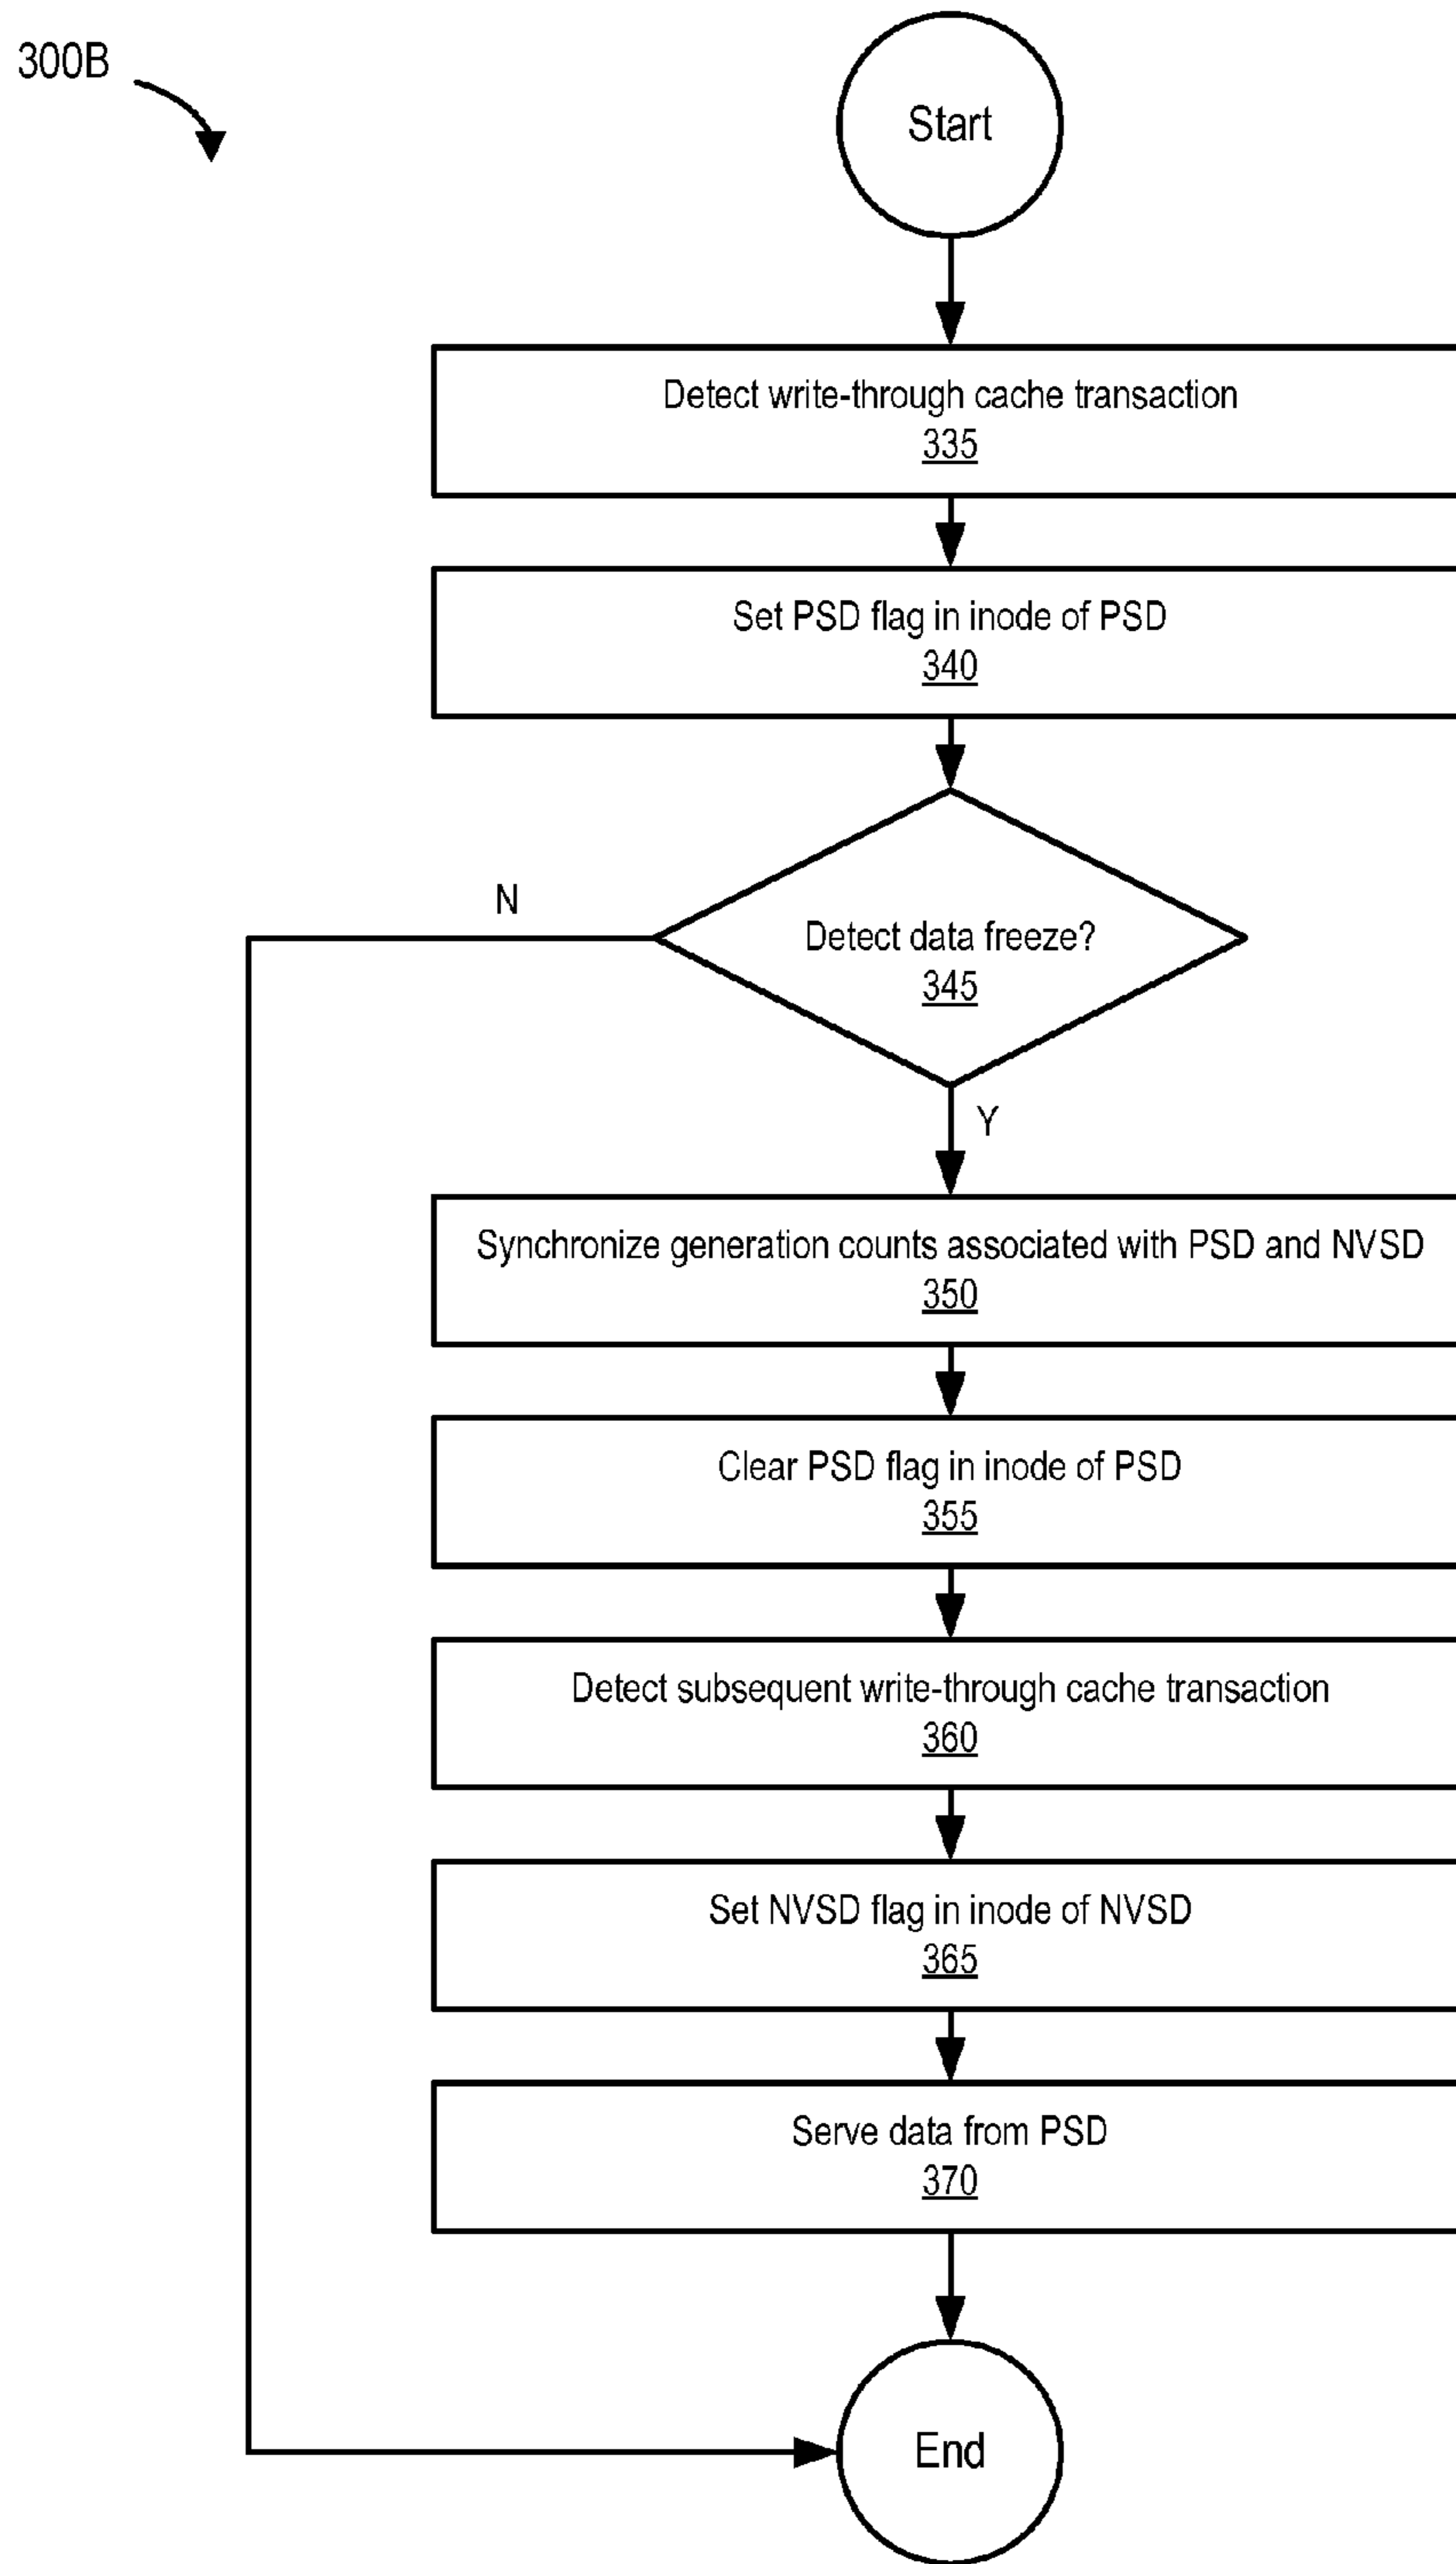 300B
Start
Detect write-through cache transaction
335
Set PSD flag in inode of PSD
340
N
Detect data freeze?
345
Y
Synchronize generation counts associated with PSD and NVSD
350
Clear PSD flag in inode of PSD
355
Detect subsequent write-through cache transaction
360
Set NVSD flag in inode of NVSD
365
Serve data from PSD
370
End